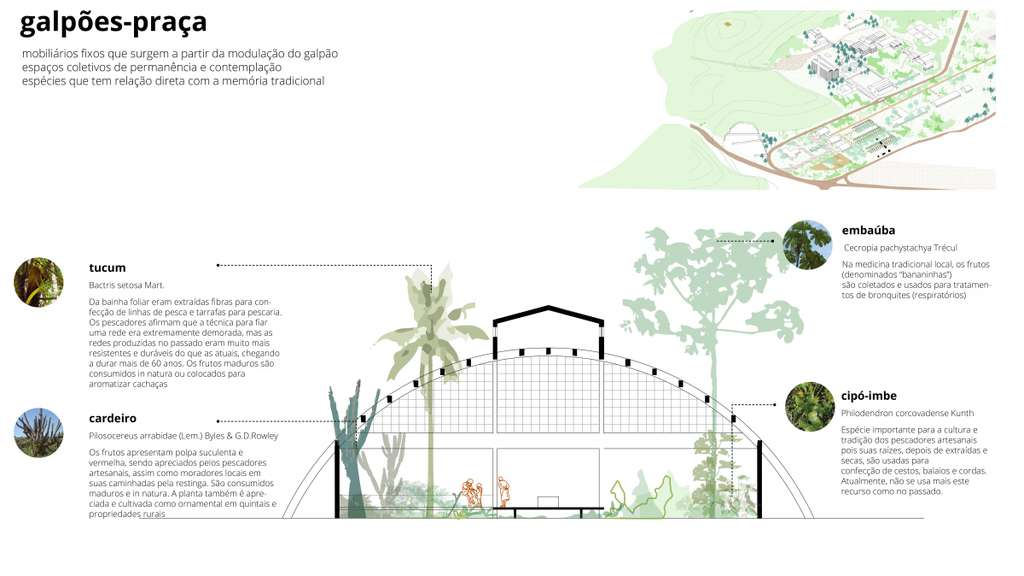 galpões-praça
mobiliários fixos que surgem a partir da modulação do galpão
espaços coletivos de permanência e contemplação
espécies que tem relação direta com a memória tradicional
tucum
Bactris setosa Mart.
Da bainha foliar eram extraídas fibras para con-
fecção de linhas de pesca e tarrafas para pescaria.
Os pescadores afirmam que a técnica para fiar
uma rede era extremamente demorada, mas as
redes produzidas no passado eram muito mais
resistentes e duráveis do que as atuais, chegando
a durar mais de 60 anos. Os frutos maduros são
consumidos in natura ou colocados para
aromatizar cachaças
cardeiro
Pilosocereus arrabidae (Lem.) Byles & G.D.Rowley
Os frutos apresentam polpa suculenta e
vermelha, sendo apreciados pelos pescadores
artesanais, assim como moradores locais em
suas caminhadas pela restinga. São consumidos
maduros e in natura. A planta também é apre-
ciada e cultivada como ornamental em quintais e
propriedades rurais
embaúba
Cecropia pachystachya Trécul
Na medicina tradicional local, os frutos
(denominados "bananinhas")
são coletados e usados para tratamen-
tos de bronquites (respiratórios)
cipó-imbe
Philodendron corcovadense Kunth
Espécie importante para a cultura e
tradição dos pescadores artesanais
pois suas raízes, depois de extraídas e
secas, são usadas para
confecção de cestos, balaios e cordas.
Atualmente, não se usa mais este
recurso como no passado.